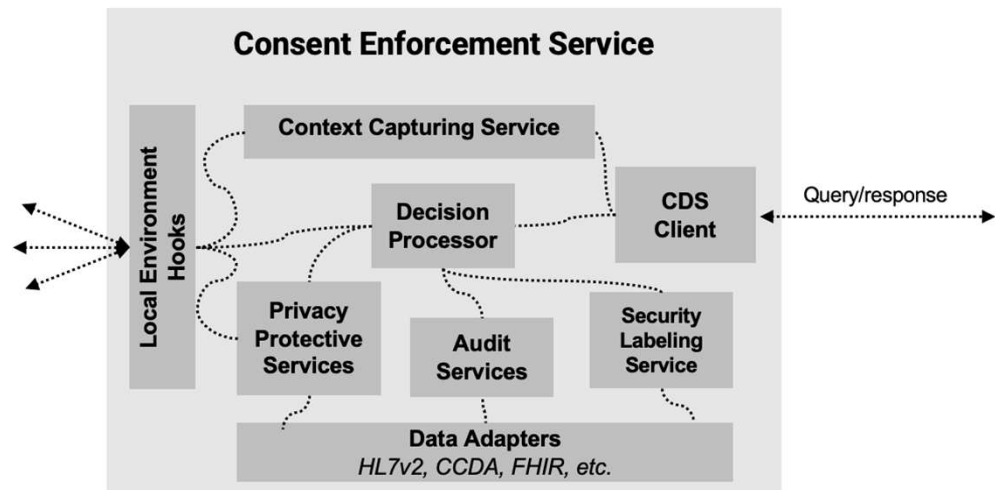 Consent Enforcement Service
Local Environment
Hooks
Context Capturing Service
Decision
Processor
CDS
Client
Query/response
Privacy
Protective
Services
Audit
Services
Security
Labeling
Service
Data Adapters
HL7v2, CCDA, FHIR, etc.